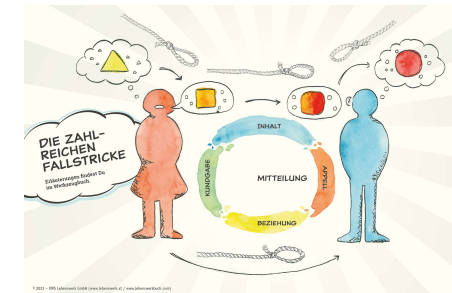 DIE ZAHL-
REICHEN
FALLSTRICKE
Erläuterungen findest Du
im Werkzeugbuch.
INHALT
KUNDGABE
MITTEILUNG
APPELL
BEZIEHUNG
© 2023 – EMS Lebenswerk GmbH (www.lebenswerk.at / www.lebenswerkbuch.com)